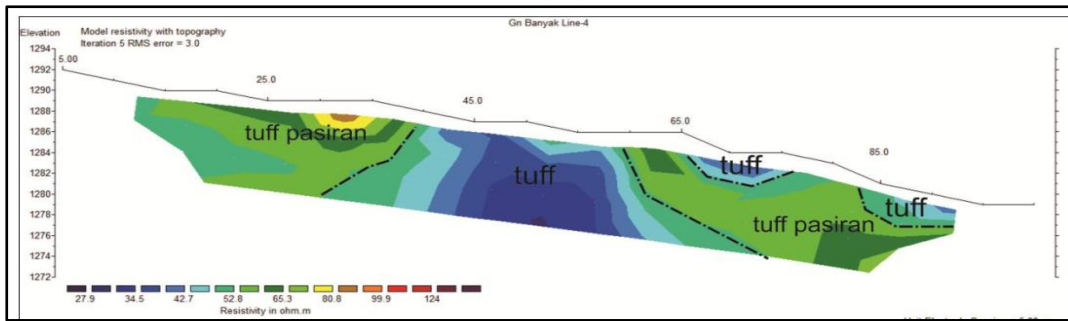 Gn Banyak Line-4
Elevation
Model resistivity with topography
Iteration 5 RMS error = 3.0
1294
1292
1290
1288
1286
1284
1282
1280
1278
1276
1274
1272
5.00
25.0
45.0
65.0
85.0
tuff pasiran
tuff
tuff
tuff
tuff pasiran
27.9 34.5 42.7 52.8 65.3 80.8 99.9 124
Resistivity in ohm.m